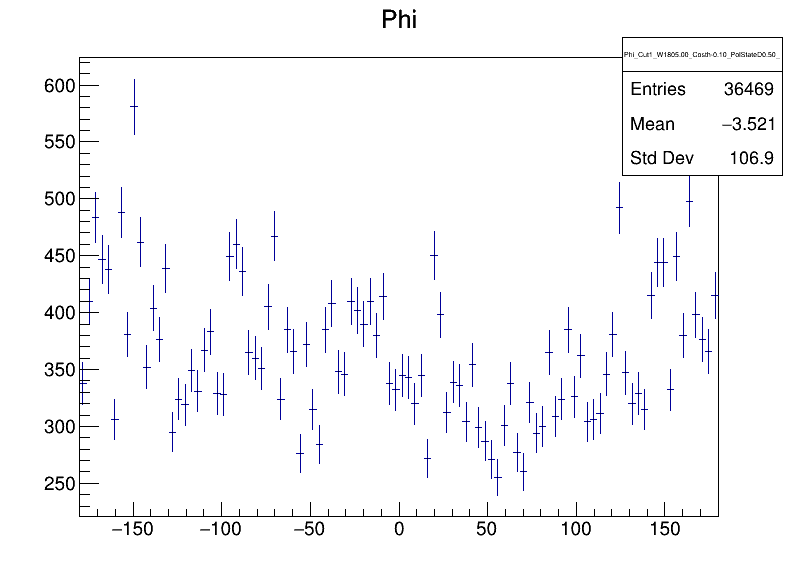 Phi
Phi_Cut1_W1805.00_Costh-0.10_PolStateD0.50_
Entries 36469
Mean −3.521
Std Dev 106.9
600
550
500
450
400
350
300
250
−150 −100 −50 0 50 100 150